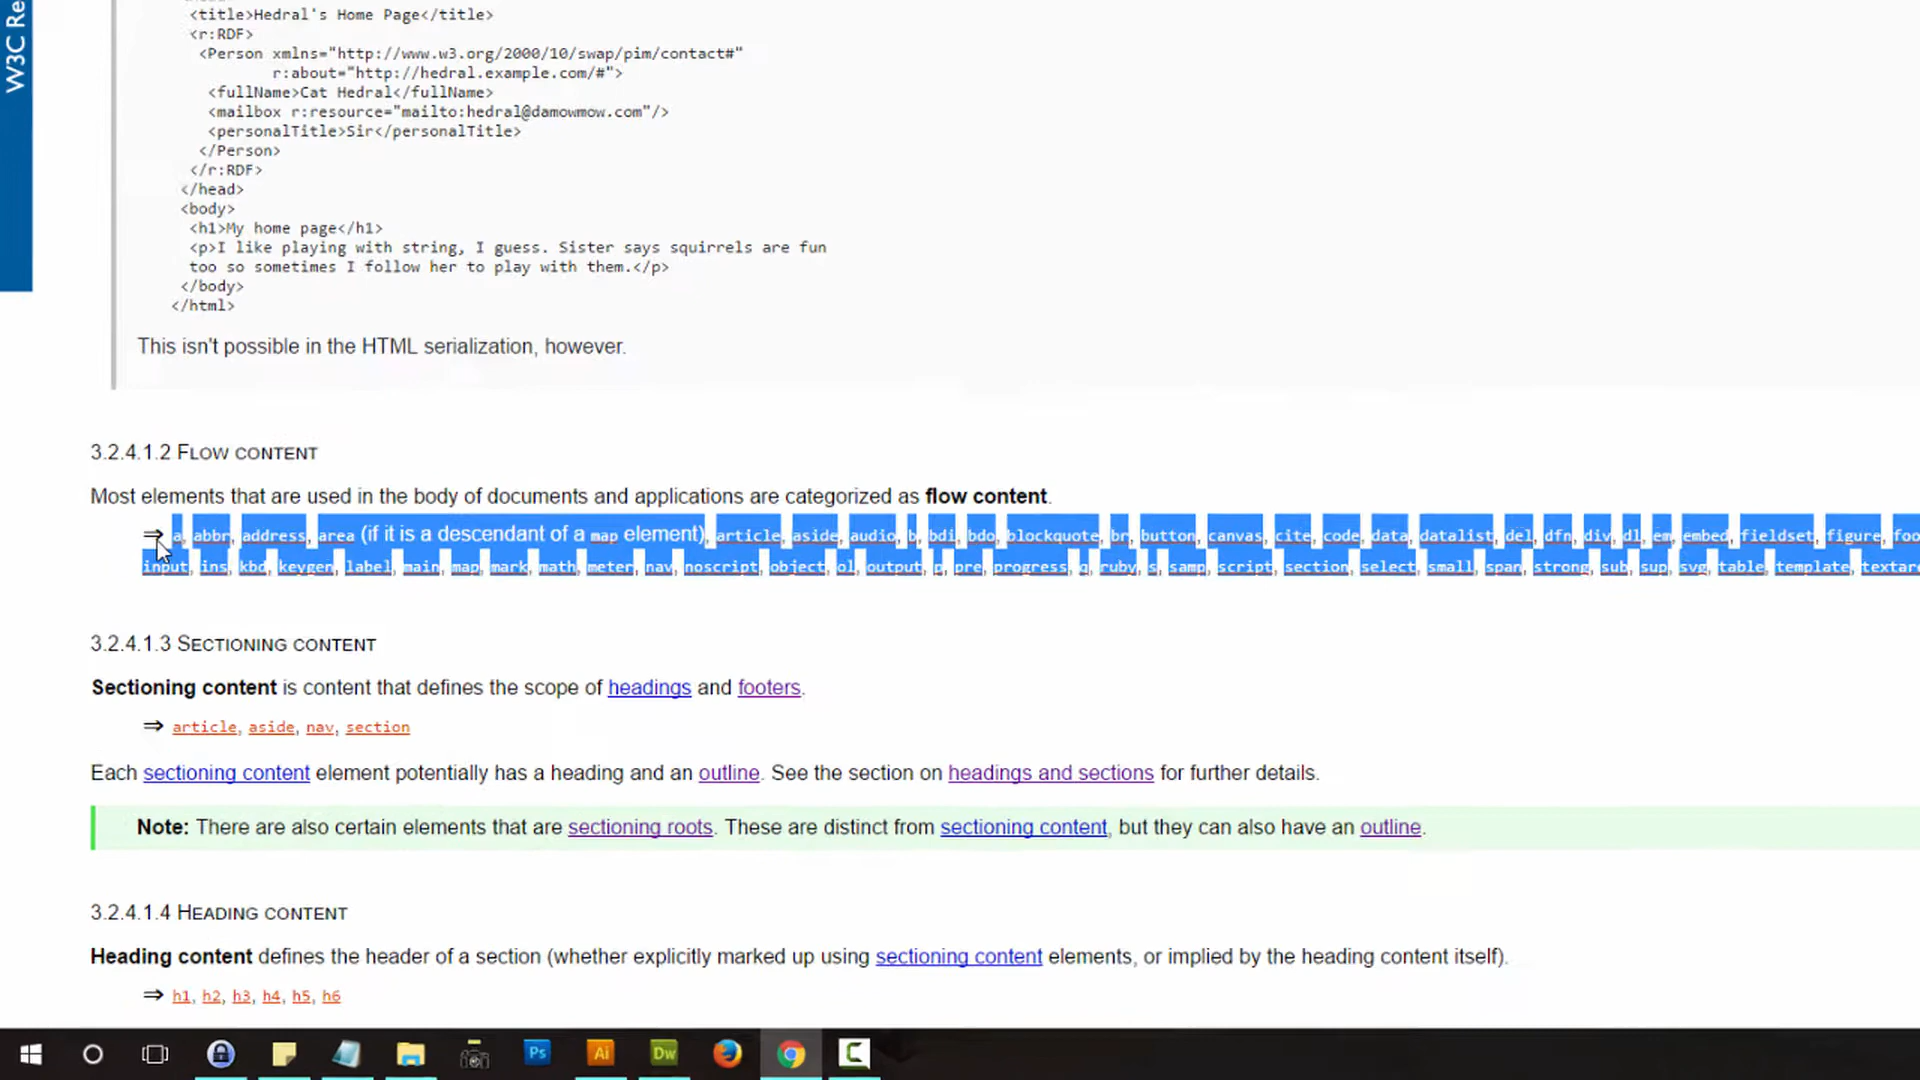 W3C Re
<title>Hedral's Home Page</title>
<r:RDF>
<Person xmlns="http://www.w3.org/2000/10/swap/pim/contact#"
r:about="http://hedral.example.com/#">
<fullName>Cat Hedral</fullName>
<mailbox r:resource="mailto:hedral@damowmow.com"/>
<personalTitle>Sir</personalTitle>
</Person>
</r:RDF>
</head>
<body>
<h1>My home page</h1>
<p>I like playing with string, I guess. Sister says squirrels are fun
too so sometimes I follow her to play with them.</p>
</body>
</html>
This isn't possible in the HTML serialization, however.
3.2.4.1.2 FLOW CONTENT
Most elements that are used in the body of documents and applications are categorized as flow content.
⇒ a, abbr, address, area (if it is a descendant of a map element), article, aside, audio, b, bdi, bdo, blockquote, br, button, canvas, cite, code, data, datalist, del, dfn, div, dl, em, embed, fieldset, figure, foo
input, ins, kbd, keygen, label, main, map, mark, math, meter, nav, noscript, object, ol, output, p, pre, progress, q, ruby, s, samp, script, section, select, small, span, strong, sub, sup, svg, table, template, textare
3.2.4.1.3 SECTIONING CONTENT
Sectioning content is content that defines the scope of headings and footers.
⇒ article, aside, nav, section
Each sectioning content element potentially has a heading and an outline. See the section on headings and sections for further details.
Note: There are also certain elements that are sectioning roots. These are distinct from sectioning content, but they can also have an outline.
3.2.4.1.4 HEADING CONTENT
Heading content defines the header of a section (whether explicitly marked up using sectioning content elements, or implied by the heading content itself).
⇒ h1, h2, h3, h4, h5, h6
Ps Ai Dw C